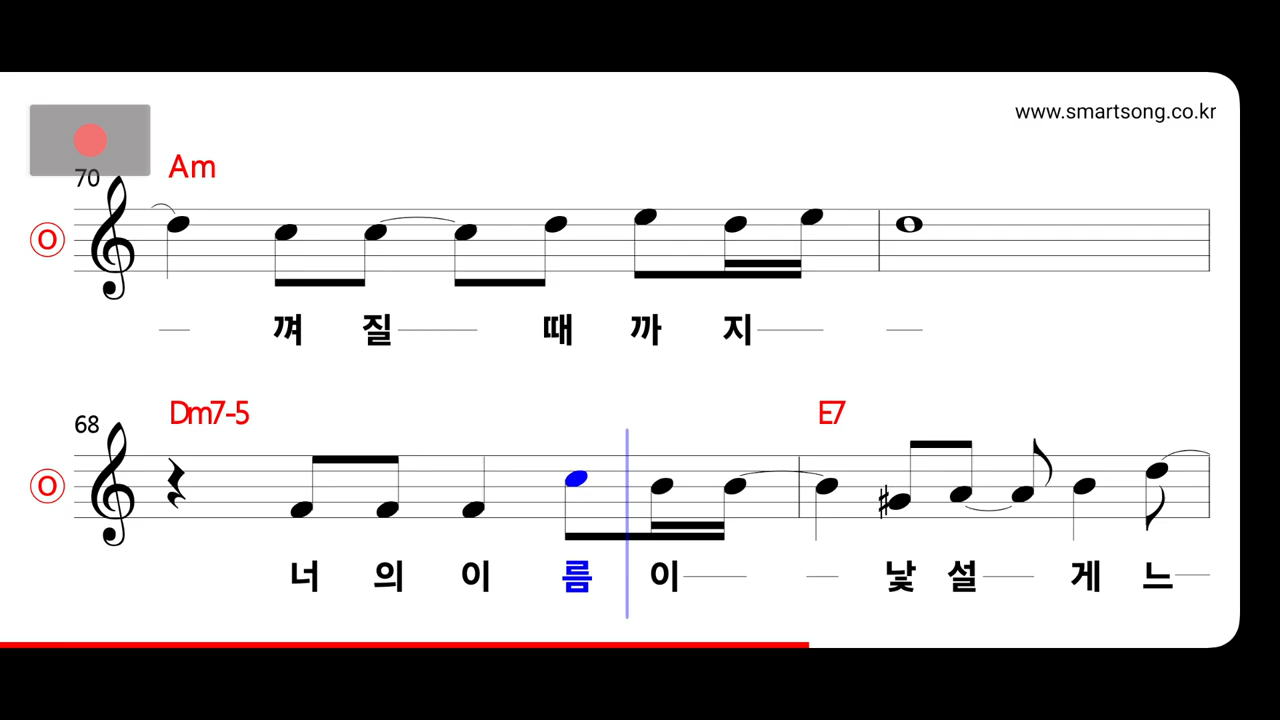 www.smartsong.co.kr
70
Am
O
껴 질 때 까 지
68
Dm7-5 E7
O
너 의 이 름 이 낯 설 게 느